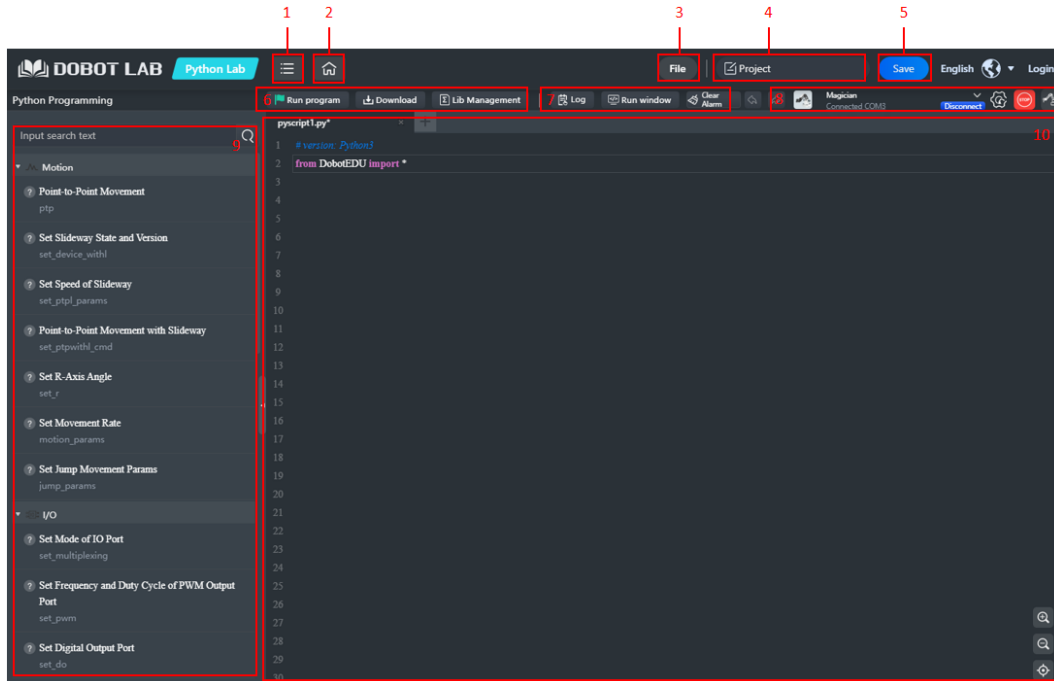 1 2 3 4 5
DOBOT LAB Python Lab File Project Save English Login
Python Programming 6 Run program Download Lib Management 7 Log Run window Clear Alarm 8 Magician Connected COM3 Disconnect STOP
Input search text 9
pyscript1.py* × + 10
1 # version: Python3
2 from DobotEDU import *
3
4
5
6
7
8
9
10
11
12
13
14
15
16
17
18
19
20
21
22
23
24
25
26
27
28
29
30
Motion
? Point-to-Point Movement
ptp
? Set Slideway State and Version
set_device_withl
? Set Speed of Slideway
set_ptpl_params
? Point-to-Point Movement with Slideway
set_ptpwithl_cmd
? Set R-Axis Angle
set_r
? Set Movement Rate
motion_params
? Set Jump Movement Params
jump_params
I/O
? Set Mode of IO Port
set_multiplexing
? Set Frequency and Duty Cycle of PWM Output
Port
set_pwm
? Set Digital Output Port
set_do